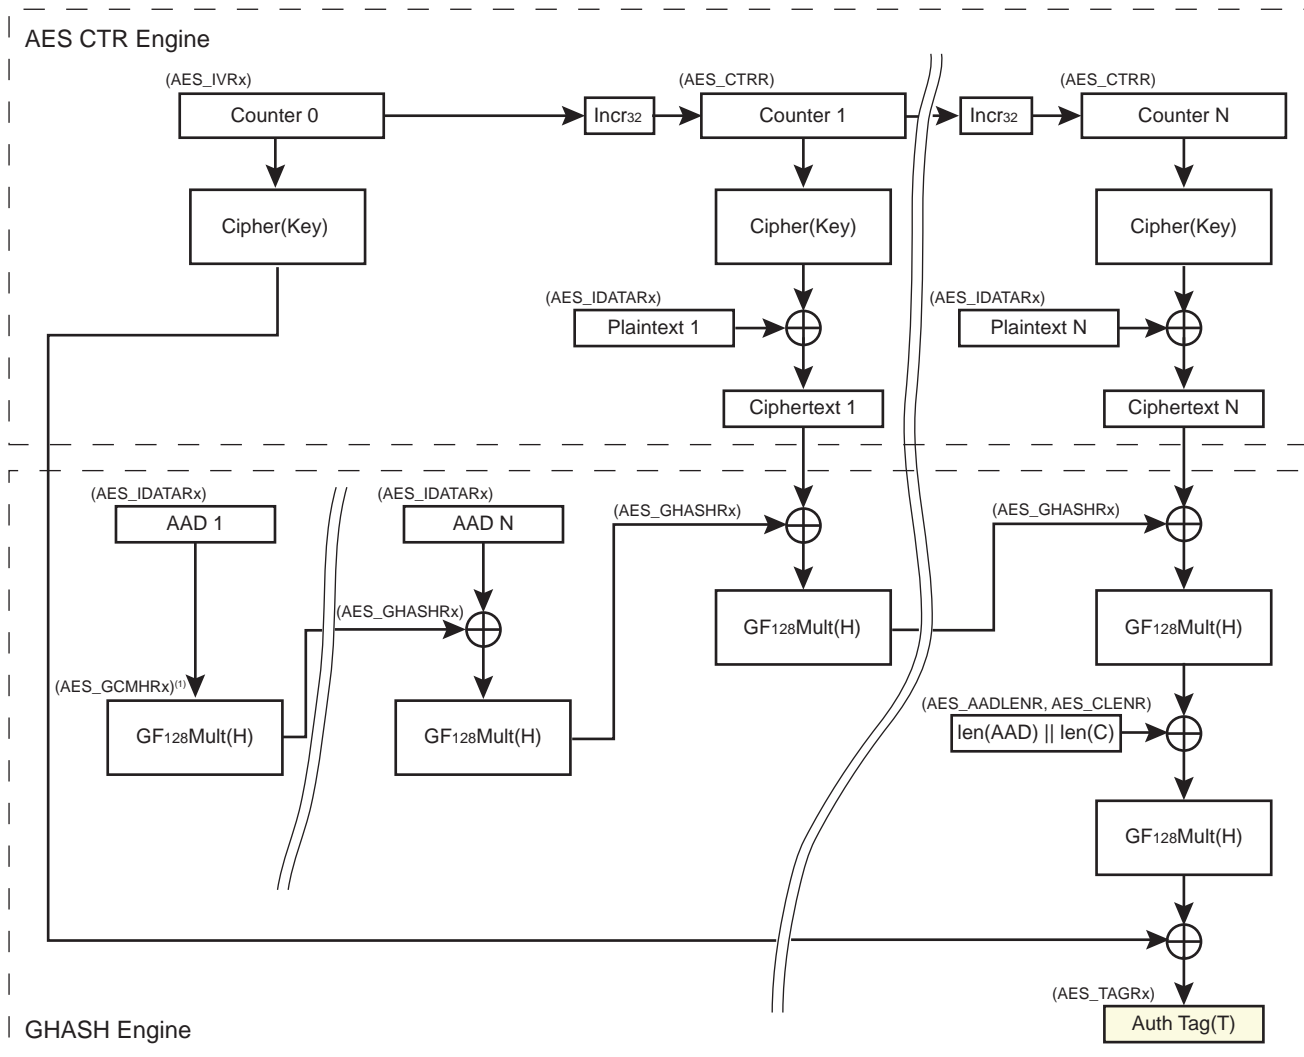 AES CTR Engine
(AES_IVRx)
Counter 0
Incr32
(AES_CTRR)
Counter 1
Incr32
(AES_CTRR)
Counter N
Cipher(Key)
Cipher(Key)
Cipher(Key)
(AES_IDATARx)
Plaintext 1
(AES_IDATARx)
Plaintext N
Ciphertext 1
Ciphertext N
(AES_IDATARx)
AAD 1
(AES_IDATARx)
AAD N
(AES_GHASHRx)
(AES_GHASHRx)
(AES_GHASHRx)
GF128Mult(H)
GF128Mult(H)
(AES_GCMHRx)(1)
GF128Mult(H)
GF128Mult(H)
(AES_AADLENR, AES_CLENR)
len(AAD) || len(C)
GF128Mult(H)
(AES_TAGRx)
Auth Tag(T)
GHASH Engine